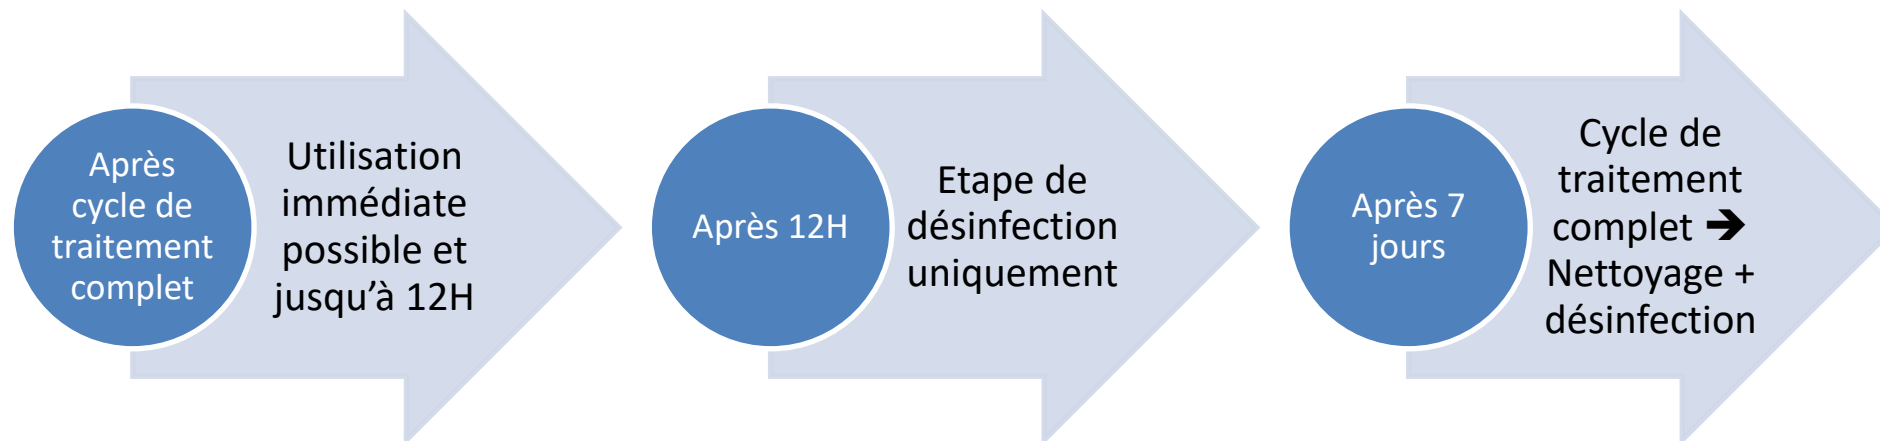 Après
cycle de
traitement
complet
Utilisation
immédiate
possible et
jusqu’à 12H
Après 12H
Etape de
désinfection
uniquement
Après 7
jours
Cycle de
traitement
complet ➔
Nettoyage +
désinfection